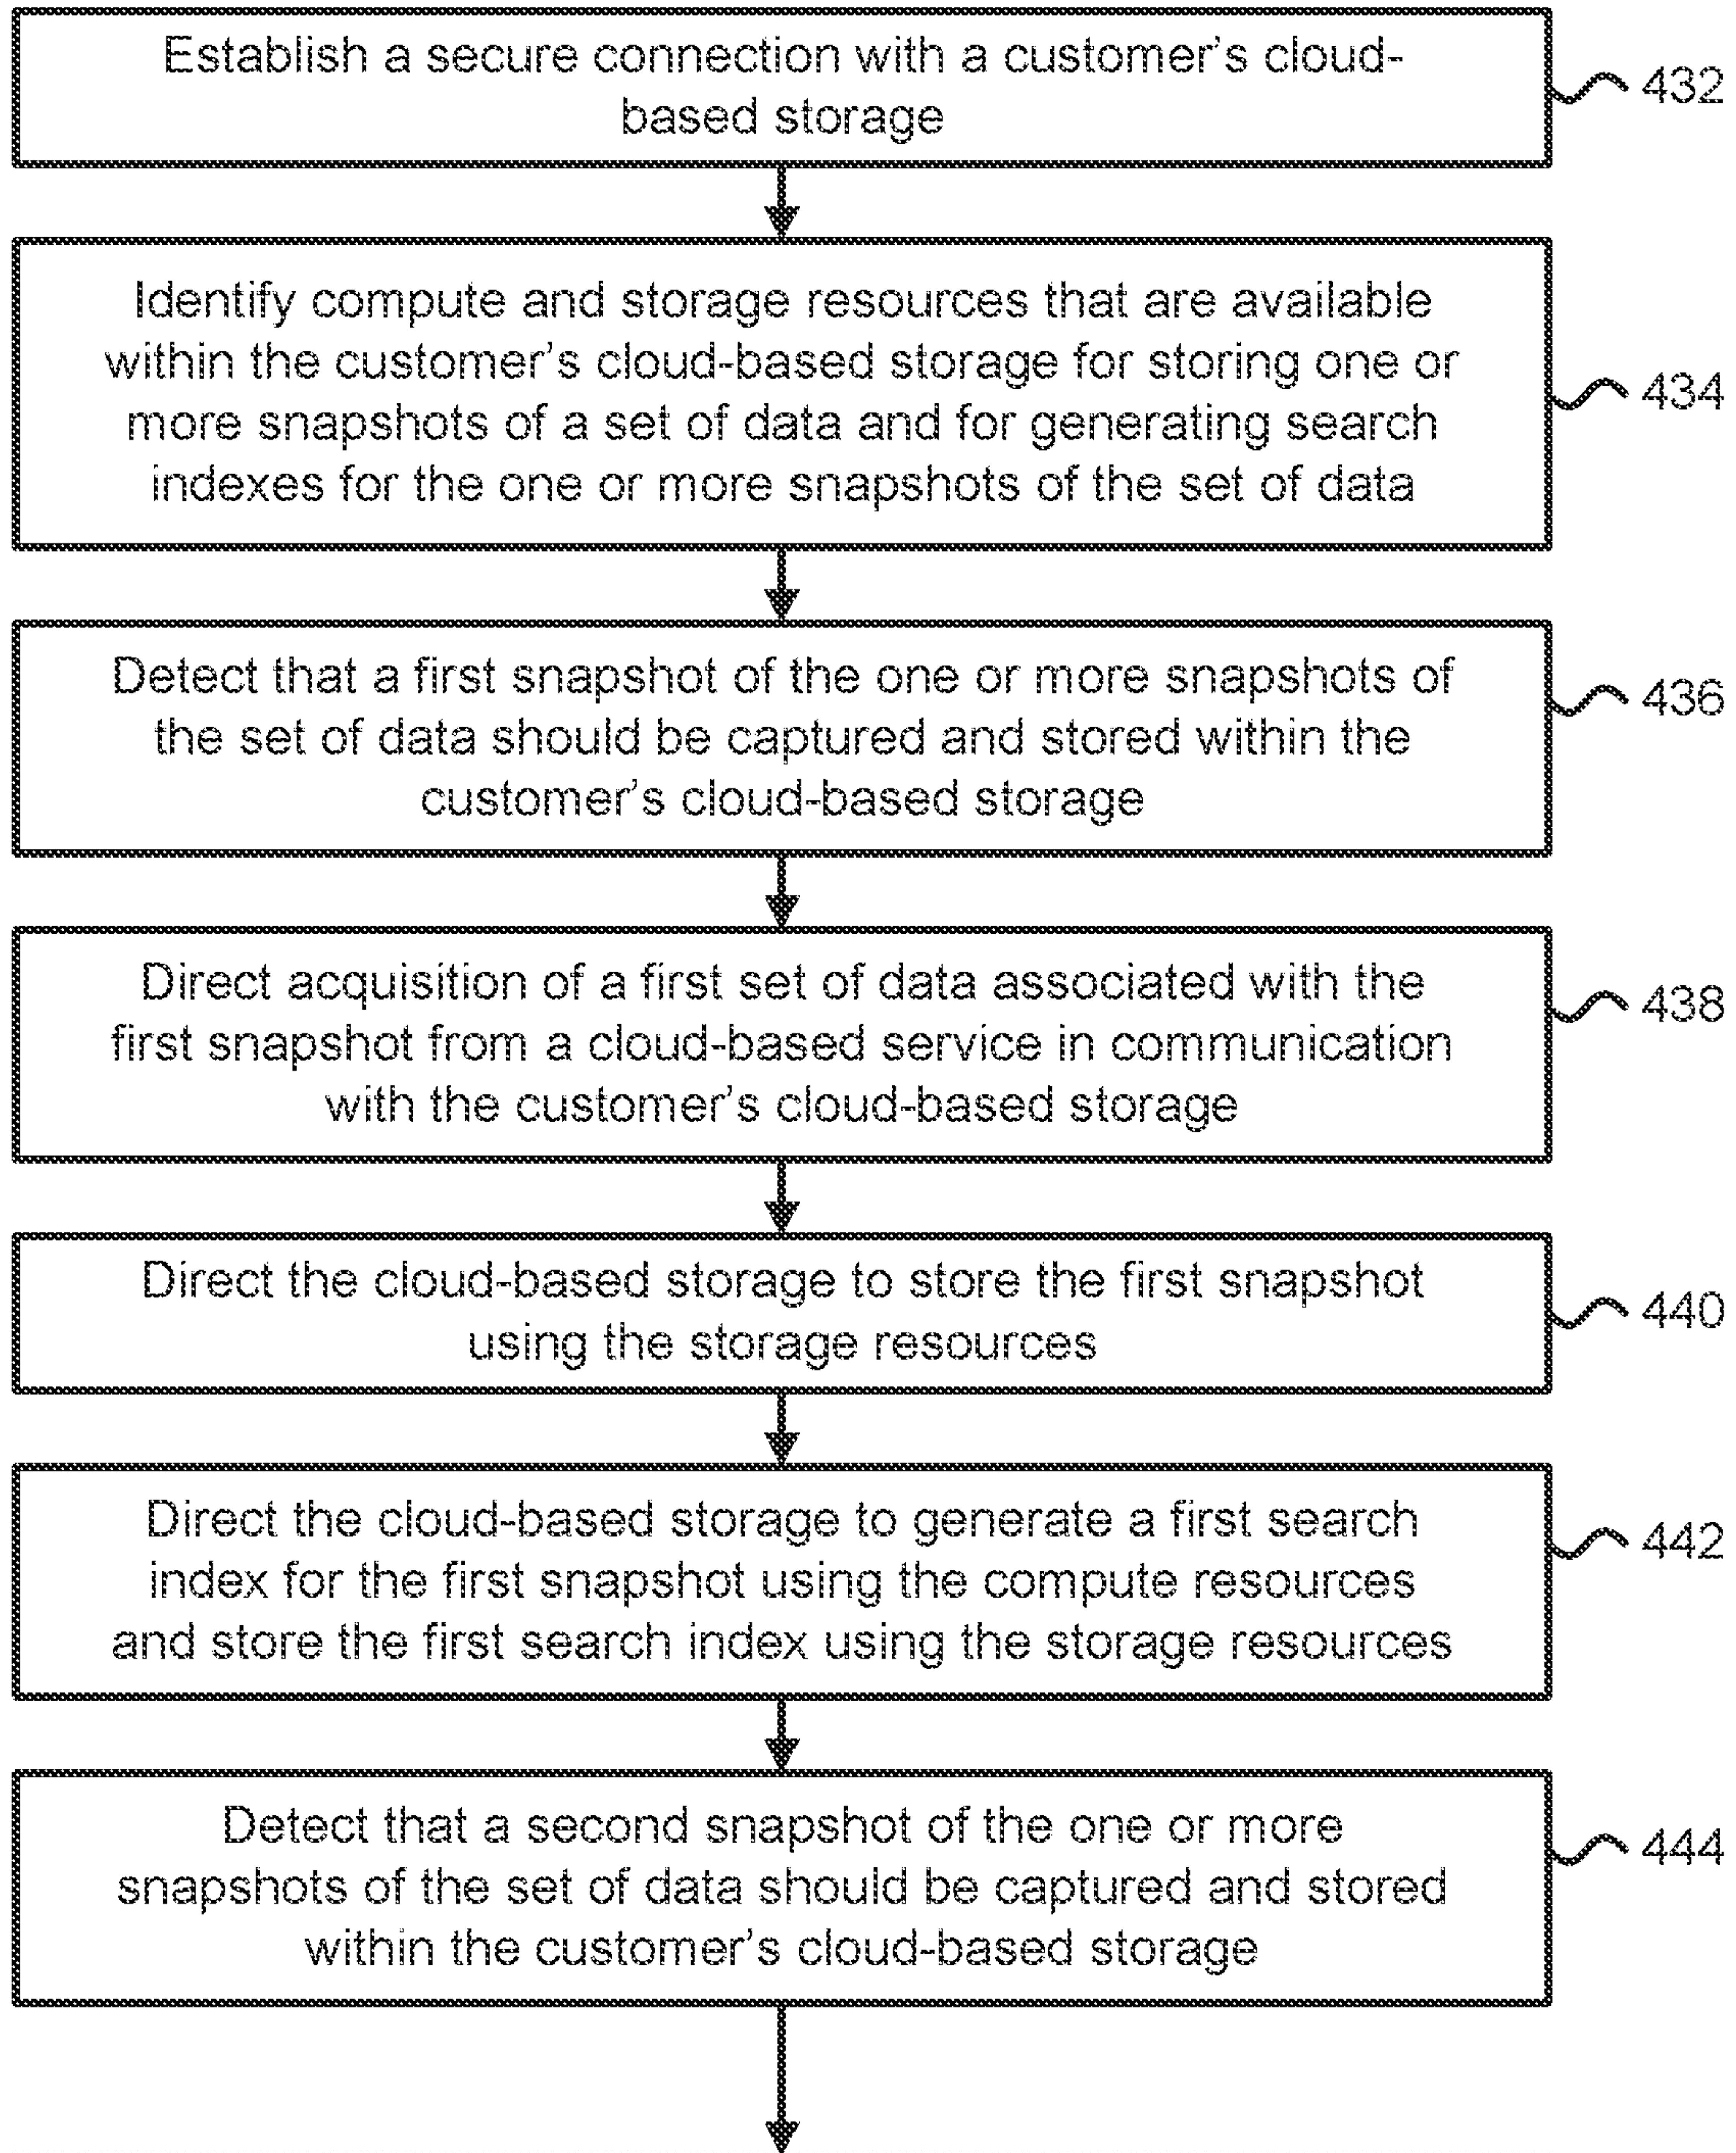 Establish a secure connection with a customer's cloud-
based storage
432
Identify compute and storage resources that are available
within the customer's cloud-based storage for storing one or
more snapshots of a set of data and for generating search
indexes for the one or more snapshots of the set of data
434
Detect that a first snapshot of the one or more snapshots of
the set of data should be captured and stored within the
customer's cloud-based storage
436
Direct acquisition of a first set of data associated with the
first snapshot from a cloud-based service in communication
with the customer's cloud-based storage
438
Direct the cloud-based storage to store the first snapshot
using the storage resources
440
Direct the cloud-based storage to generate a first search
index for the first snapshot using the compute resources
and store the first search index using the storage resources
442
Detect that a second snapshot of the one or more
snapshots of the set of data should be captured and stored
within the customer's cloud-based storage
444